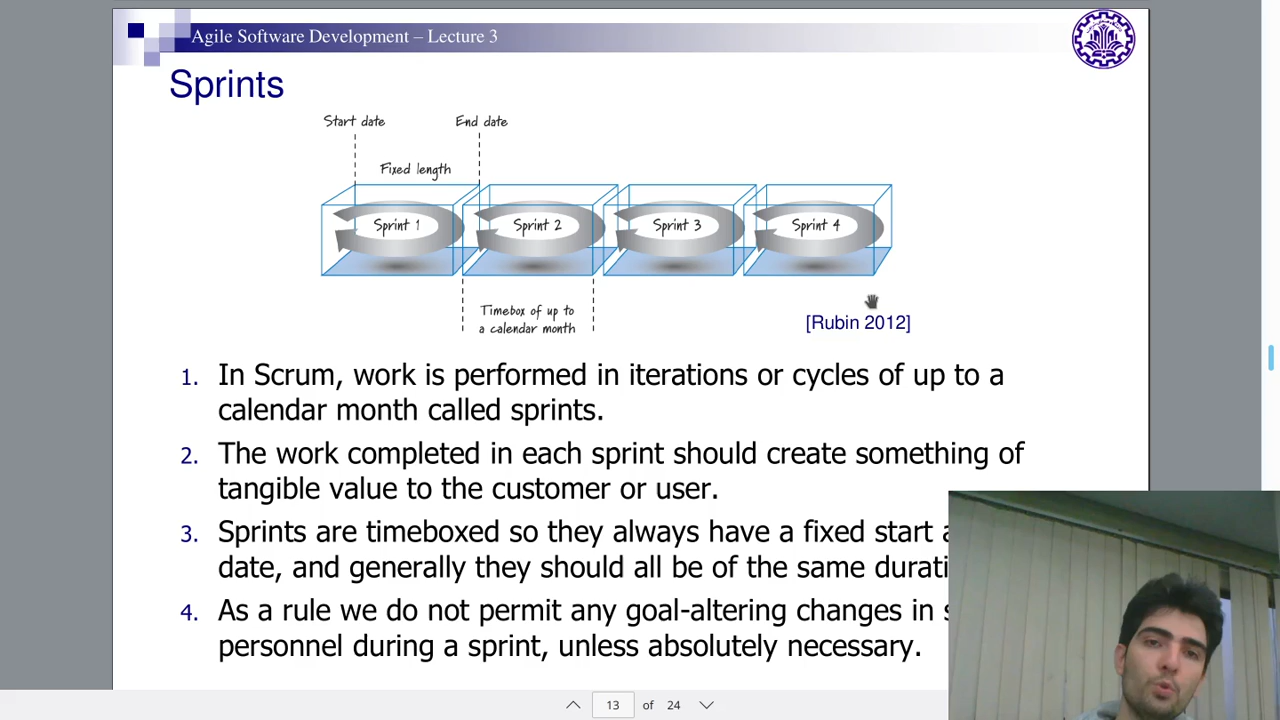 Agile Software Development – Lecture 3
Sprints
Start date
End date
Fixed length
Sprint 1
Sprint 2
Sprint 3
Sprint 4
Timebox of up to
a calendar month
[Rubin 2012]
1. In Scrum, work is performed in iterations or cycles of up to a
calendar month called sprints.
2. The work completed in each sprint should create something of
tangible value to the customer or user.
3. Sprints are timeboxed so they always have a fixed start
date, and generally they should all be of the same
4. As a rule we do not permit any goal-altering changes in
personnel during a sprint, unless absolutely necessary.
13 of 24